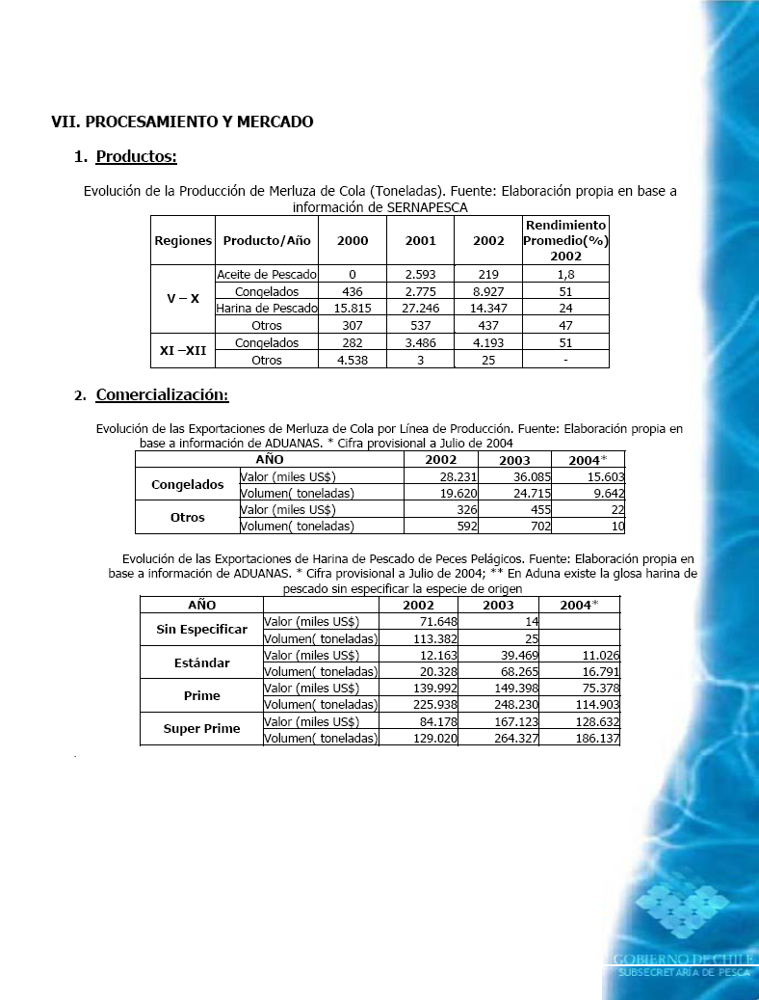 VII. PROCESAMIENTO Y MERCADO
1. Productos:
Evolución de la Producción de Merluza de Cola (Toneladas). Fuente: Elaboración propia en base a
información de SERNAPESCA
Regiones Producto/Año 2000 2001 2002 Rendimiento Promedio(%) 2002
V – X
Aceite de Pescado 0 2.593 219 1,8
Congelados 436 2.775 8.927 51
Harina de Pescado 15.815 27.246 14.347 24
Otros 307 537 437 47
XI –XII
Congelados 282 3.486 4.193 51
Otros 4.538 3 25 -
2. Comercialización:
Evolución de las Exportaciones de Merluza de Cola por Línea de Producción. Fuente: Elaboración propia en
base a información de ADUANAS. * Cifra provisional a Julio de 2004
AÑO 2002 2003 2004*
Congelados
Valor (miles US$) 28.231 36.085 15.603
Volumen( toneladas) 19.620 24.715 9.642
Otros
Valor (miles US$) 326 455 22
Volumen( toneladas) 592 702 10
Evolución de las Exportaciones de Harina de Pescado de Peces Pelágicos. Fuente: Elaboración propia en
base a información de ADUANAS. * Cifra provisional a Julio de 2004; ** En Aduna existe la glosa harina de
pescado sin especificar la especie de origen
AÑO 2002 2003 2004*
Sin Especificar
Valor (miles US$) 71.648 14
Volumen( toneladas) 113.382 25
Estándar
Valor (miles US$) 12.163 39.469 11.026
Volumen( toneladas) 20.328 68.265 16.791
Prime
Valor (miles US$) 139.992 149.398 75.378
Volumen( toneladas) 225.938 248.230 114.903
Super Prime
Valor (miles US$) 84.178 167.123 128.632
Volumen( toneladas) 129.020 264.327 186.137
.
GOBIERNO DE CHILE
SUBSECRETARIA DE PESCA